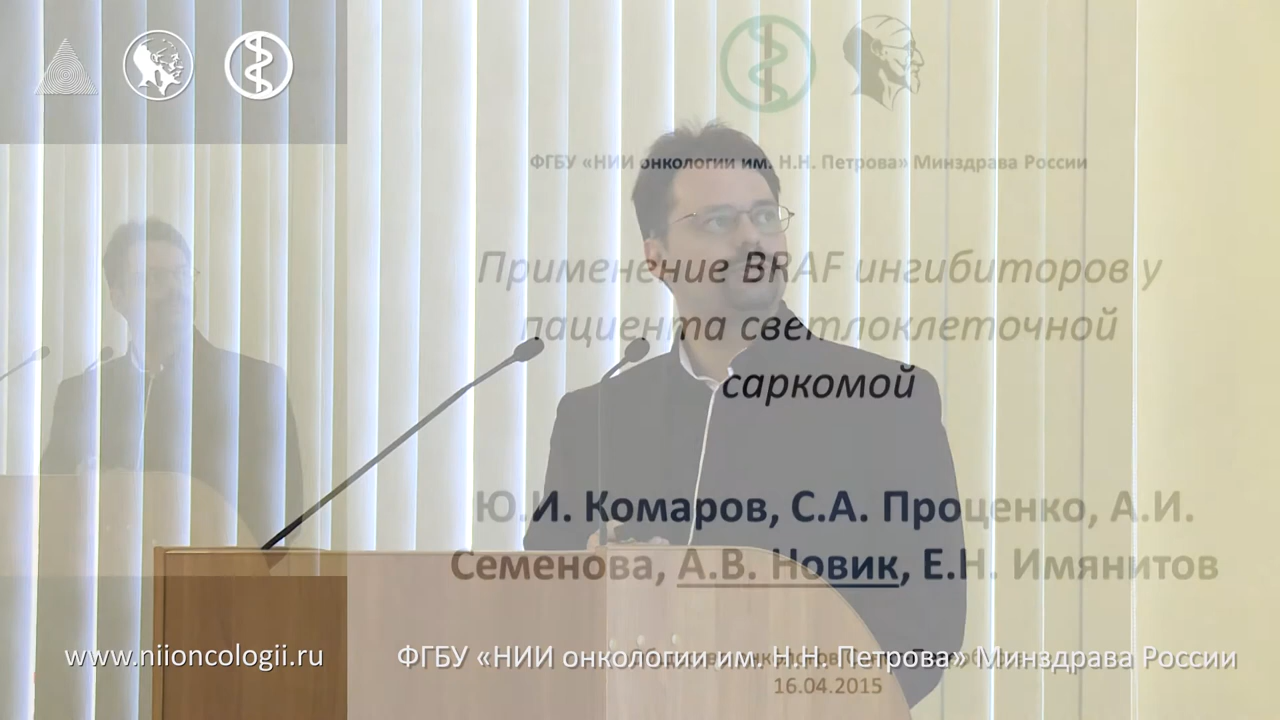 ФГБУ «НИИ онкологии им. Н.Н. Петрова» Минздрава России
Применение BRAF ингибиторов у
пациента светлоклеточной
саркомой
Ю.И. Комаров, С.А. Проценко, А.И.
Семенова, А.В. Новик, Е.Н. Имянитов
www.niioncologii.ru
ФГБУ «НИИ онкологии им. Н.Н. Петрова» Минздрава России
16.04.2015